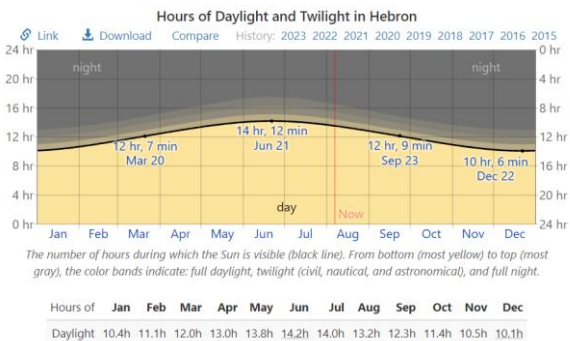 Hours of Daylight and Twilight in Hebron
Link Download Compare History: 2023 2022 2021 2020 2019 2018 2017 2016 2015
24 hr 0 hr
night night
20 hr 4 hr
16 hr 8 hr
12 hr 12 hr
14 hr, 12 min
Jun 21
12 hr, 7 min
Mar 20
12 hr, 9 min
Sep 23
10 hr, 6 min
Dec 22
8 hr 16 hr
4 hr 20 hr
day
Now
0 hr 24 hr
Jan Feb Mar Apr May Jun Jul Aug Sep Oct Nov Dec
The number of hours during which the Sun is visible (black line). From bottom (most yellow) to top (most
gray), the color bands indicate: full daylight, twilight (civil, nautical, and astronomical), and full night.
Hours of Jan Feb Mar Apr May Jun Jul Aug Sep Oct Nov Dec
Daylight 10.4h 11.1h 12.0h 13.0h 13.8h 14.2h 14.0h 13.2h 12.3h 11.4h 10.5h 10.1h